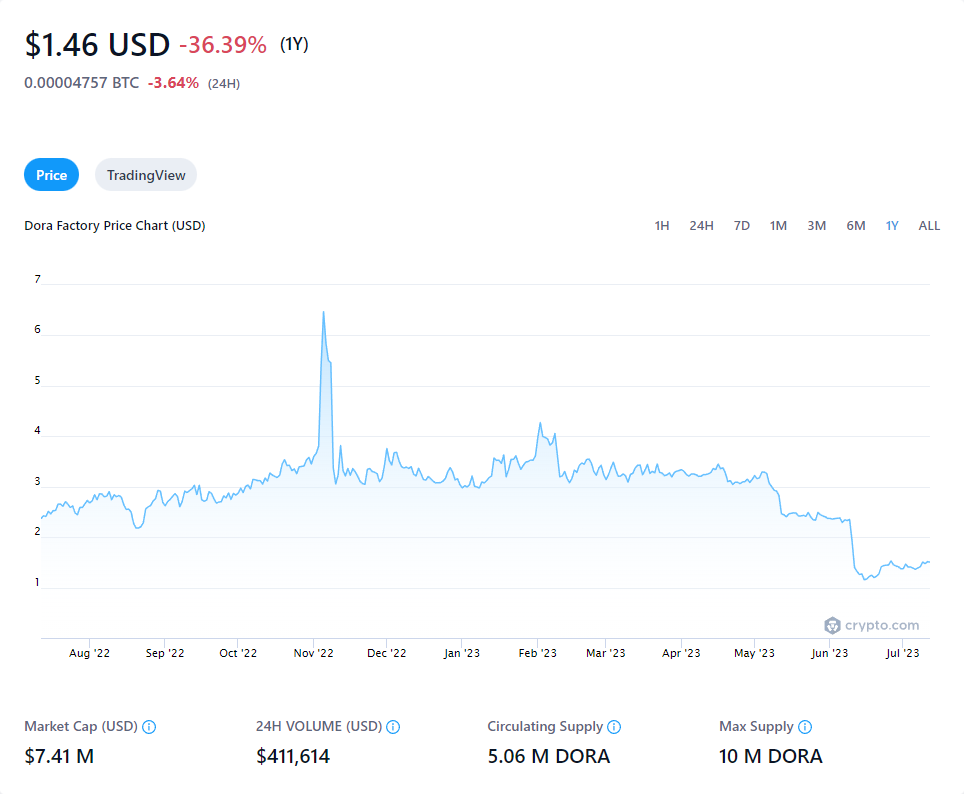 $1.46 USD -36.39% (1Y)
0.00004757 BTC -3.64% (24H)
Price TradingView
Dora Factory Price Chart (USD) 1H 24H 7D 1M 3M 6M 1Y ALL
7
6
5
4
3
2
1
crypto.com
Aug '22 Sep '22 Oct '22 Nov '22 Dec '22 Jan '23 Feb '23 Mar '23 Apr '23 May '23 Jun '23 Jul '23
Market Cap (USD) 24H VOLUME (USD) Circulating Supply Max Supply
$7.41 M $411,614 5.06 M DORA 10 M DORA